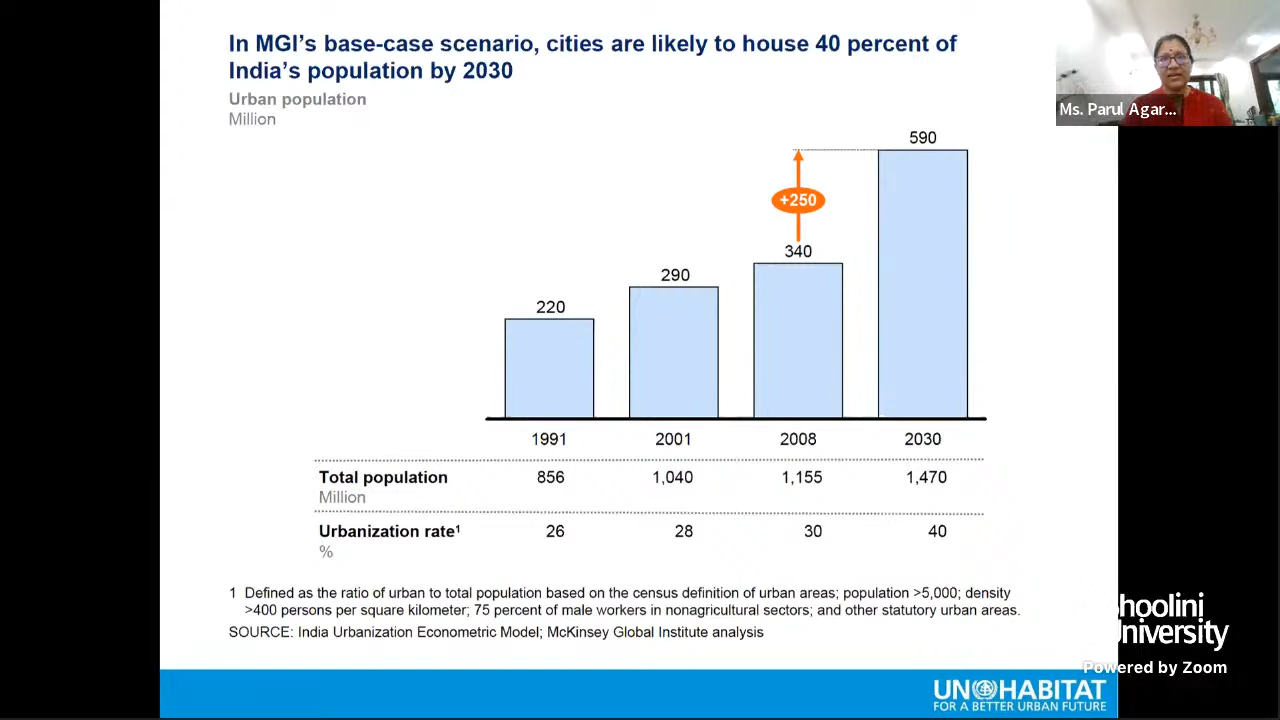 In MGI's base-case scenario, cities are likely to house 40 percent of
India's population by 2030
Urban population
Million
Ms. Parul Agar...
590
+250
340
290
220
1991 2001 2008 2030
Total population 856 1,040 1,155 1,470
Million
Urbanization rate¹ 26 28 30 40
%
1 Defined as the ratio of urban to total population based on the census definition of urban areas; population >5,000; density
>400 persons per square kilometer; 75 percent of male workers in nonagricultural sectors; and other statutory urban areas.
SOURCE: India Urbanization Econometric Model; McKinsey Global Institute analysis
hoolini
University
Powered by Zoom
UN HABITAT
FOR A BETTER URBAN FUTURE